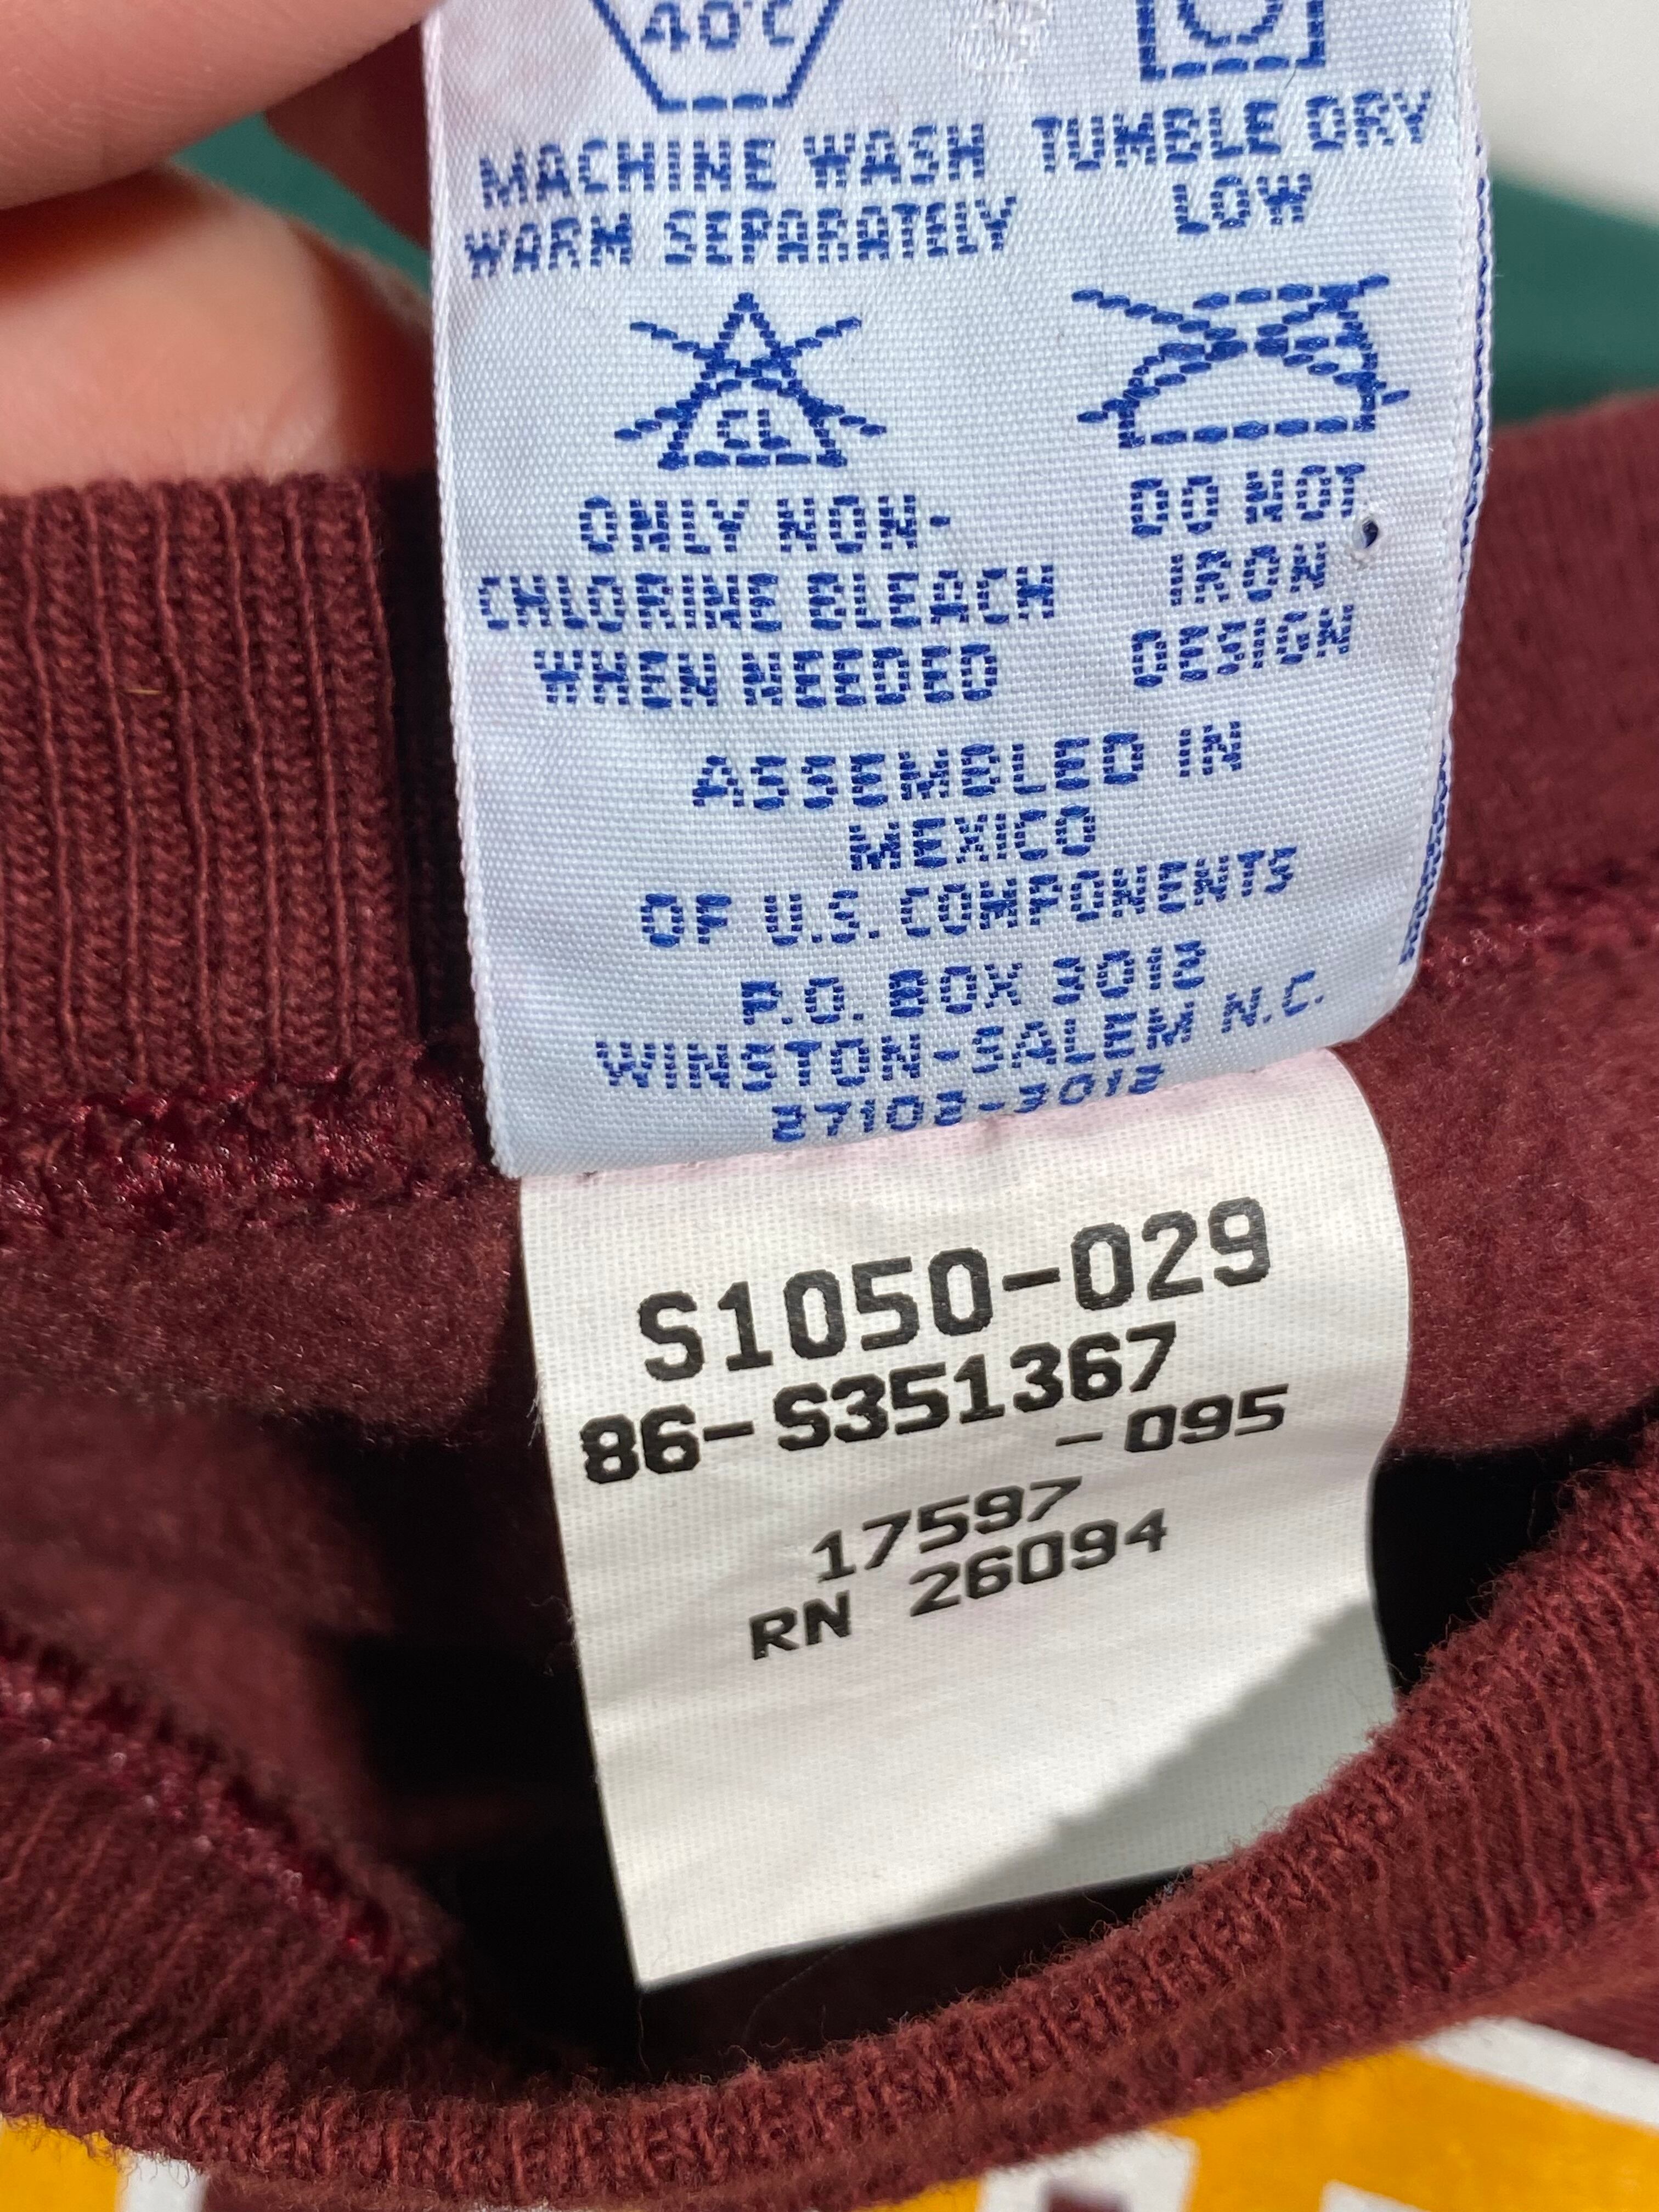 40°C
MACHINE WASH
WARM SEPARATELY
TUMBLE DRY
LOW
CL
ONLY NON-
CHLORINE BLEACH
WHEN NEEDED
DO NOT
IRON
DESIGN
ASSEMBLED IN
MEXICO
OF U.S. COMPONENTS
P.O. BOX 3012
WINSTON-SALEM N.C.
27102-3012
S1050-029
86-S351367
-095
17597
RN 26094